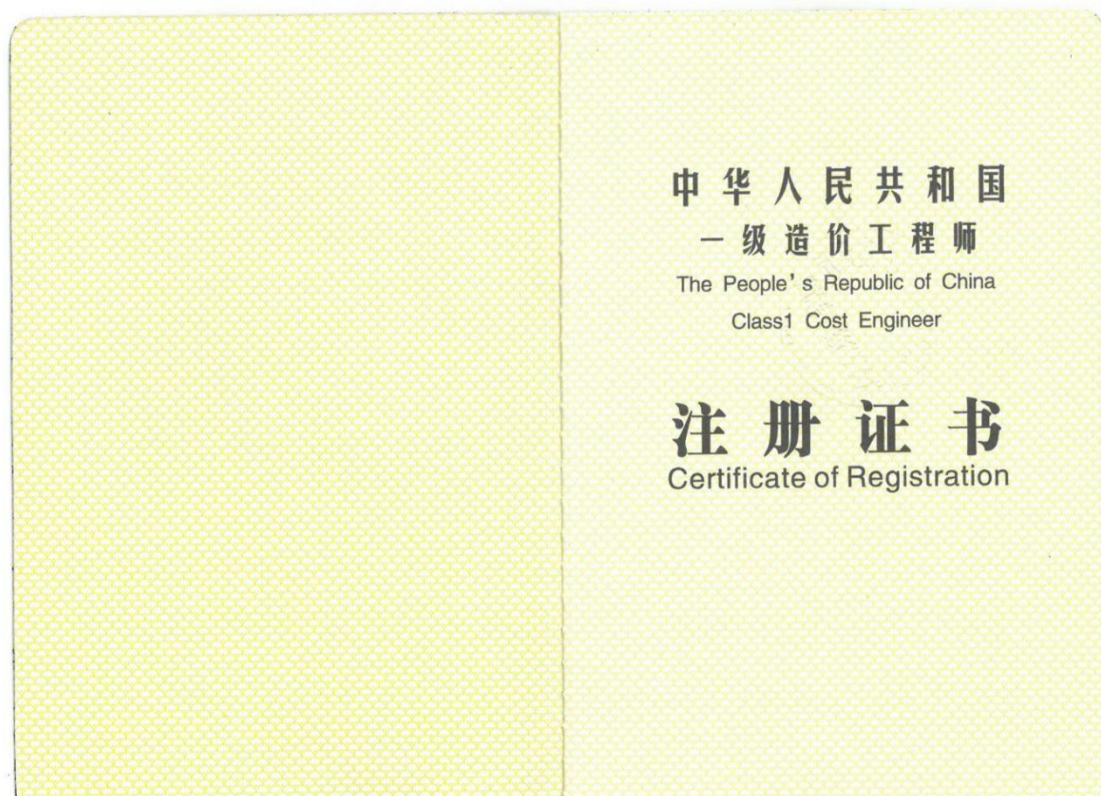 中华人民共和国
一级造价工程师
The People's Republic of China
Class1 Cost Engineer
注册证书
Certificate of Registration